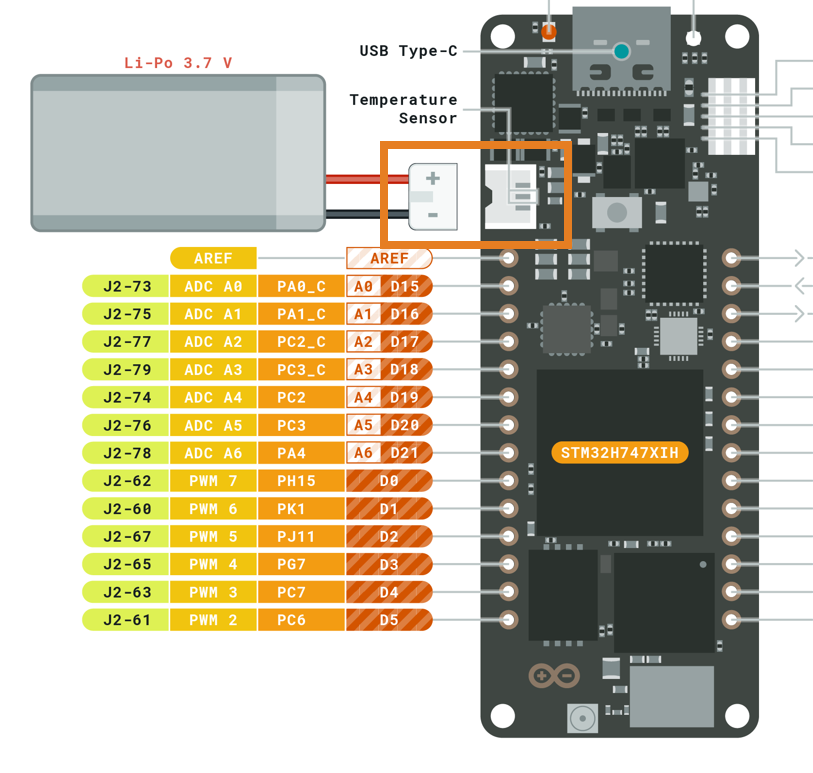 Li-Po 3.7 V
USB Type-C
Temperature
Sensor
+
-
AREF AREF
J2-73 ADC A0 PA0_C A0 D15
J2-75 ADC A1 PA1_C A1 D16
J2-77 ADC A2 PC2_C A2 D17
J2-79 ADC A3 PC3_C A3 D18
J2-74 ADC A4 PC2 A4 D19
J2-76 ADC A5 PC3 A5 D20
J2-78 ADC A6 PA4 A6 D21
STM32H747XIH
J2-62 PWM 7 PH15 D0
J2-60 PWM 6 PK1 D1
J2-67 PWM 5 PJ11 D2
J2-65 PWM 4 PG7 D3
J2-63 PWM 3 PC7 D4
J2-61 PWM 2 PC6 D5